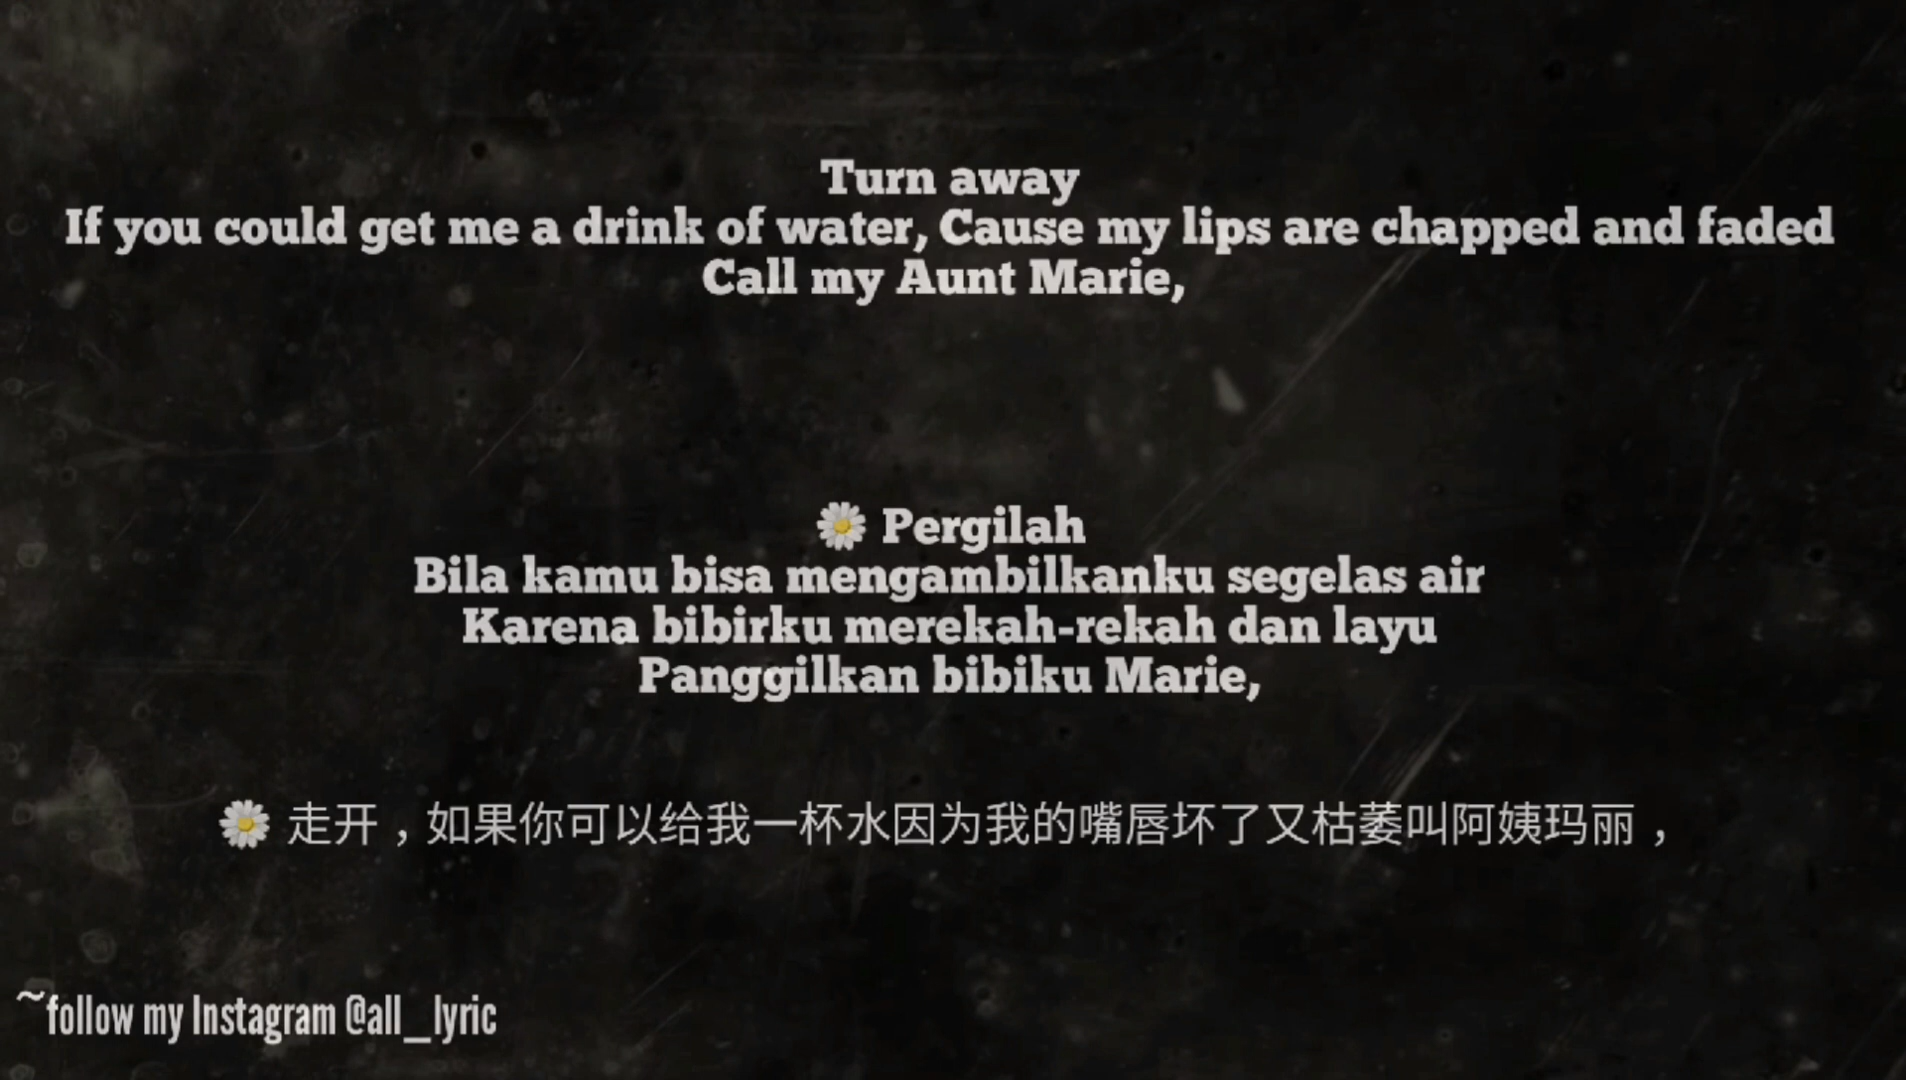 Turn away
If you could get me a drink of water, Cause my lips are chapped and faded
Call my Aunt Marie,
🌼 Pergilah
Bila kamu bisa mengambilkanku segelas air
Karena bibirku merekah-rekah dan layu
Panggilkan bibiku Marie,
🌼 走开，如果你可以给我一杯水因为我的嘴唇坏了又枯萎叫阿姨玛丽，
~follow my Instagram @all_lyric